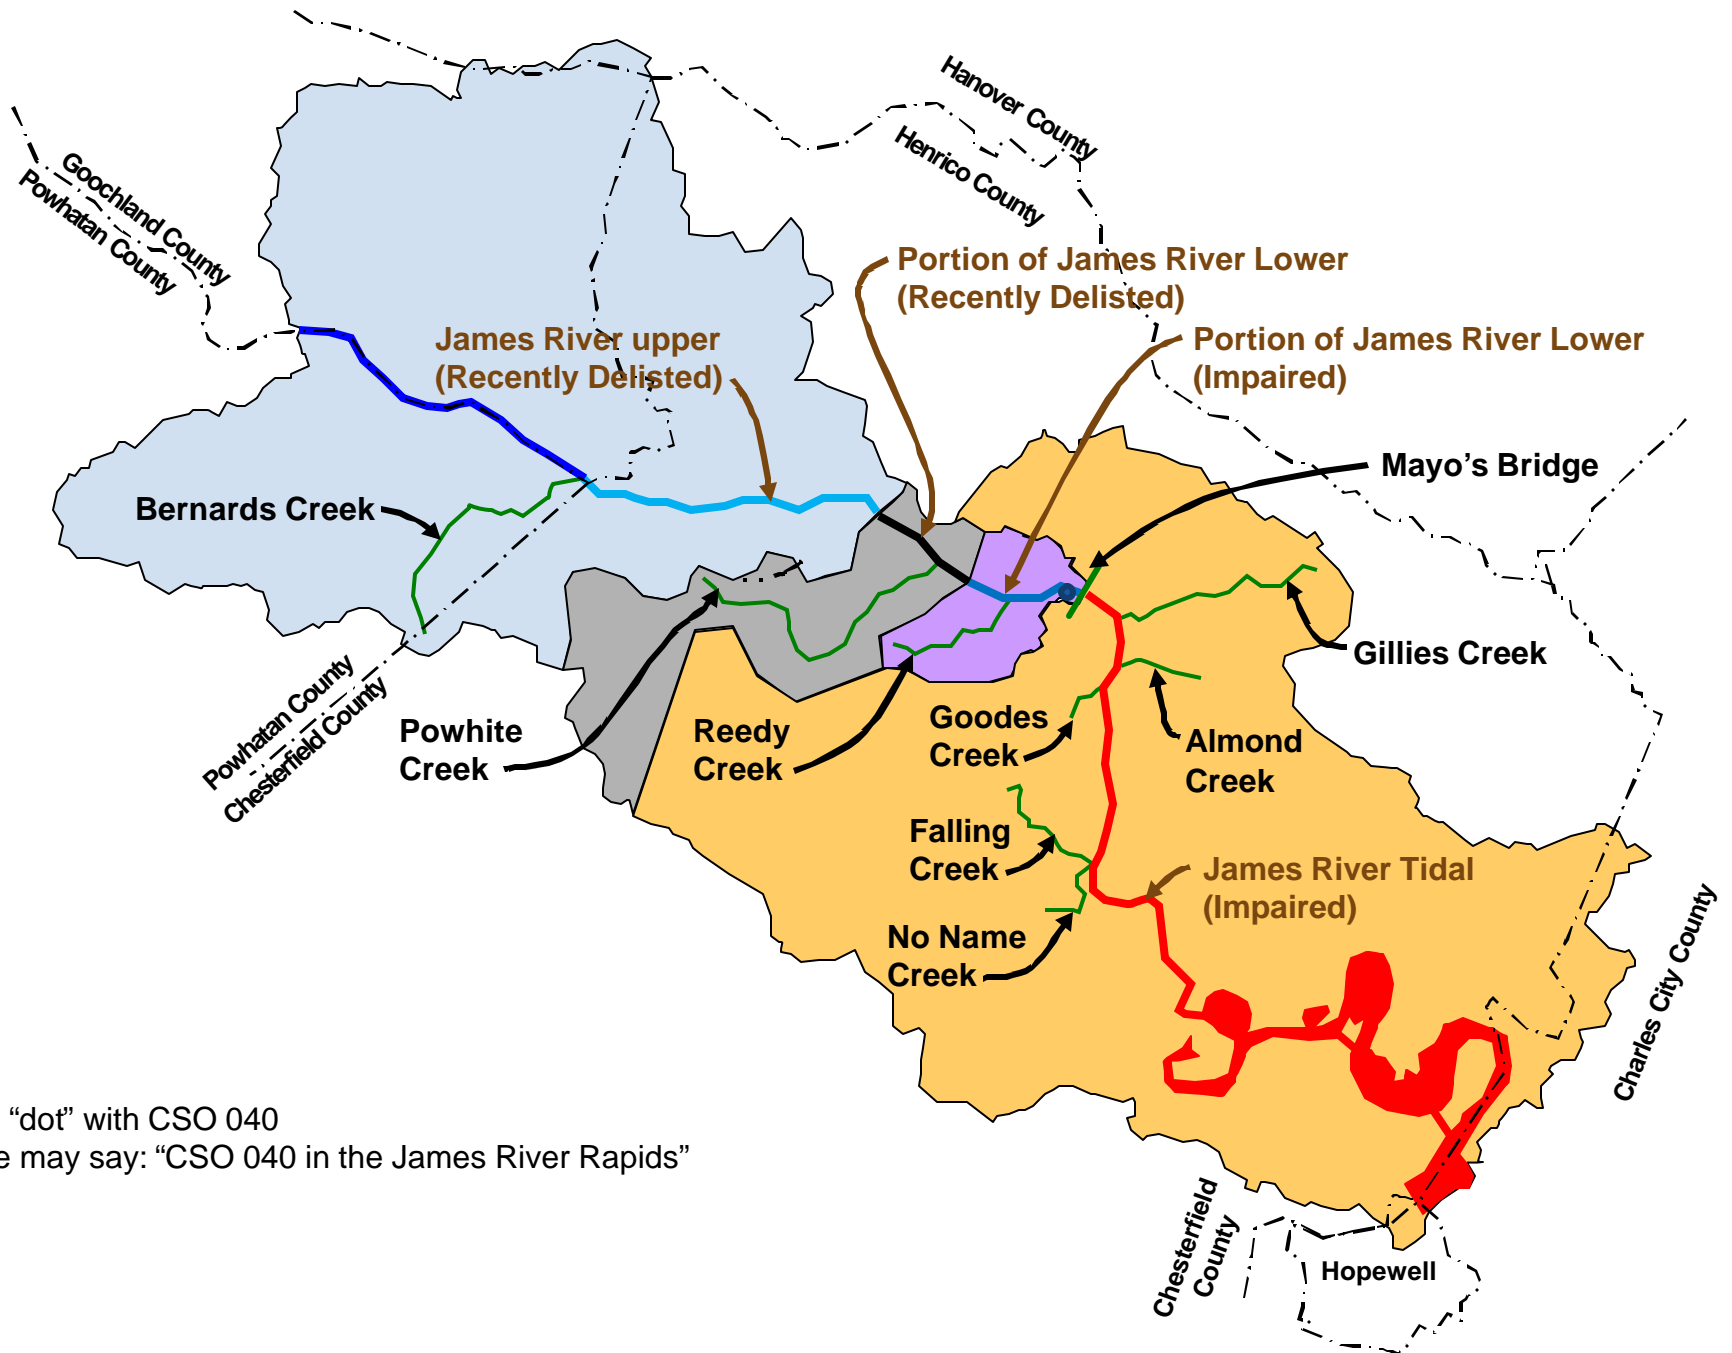 Hanover County
Henrico County
Goochland County
Powhatan County
Portion of James River Lower
(Recently Delisted)
James River upper
(Recently Delisted)
Portion of James River Lower
(Impaired)
Mayo’s Bridge
Bernards Creek
Gillies Creek
Powhatan County
Chesterfield County
Powhite
Creek
Reedy
Creek
Goodes
Creek
Almond
Creek
Falling
Creek
James River Tidal
(Impaired)
No Name
Creek
Charles City County
“dot” with CSO 040
e may say: “CSO 040 in the James River Rapids”
Chesterfield
County
Hopewell